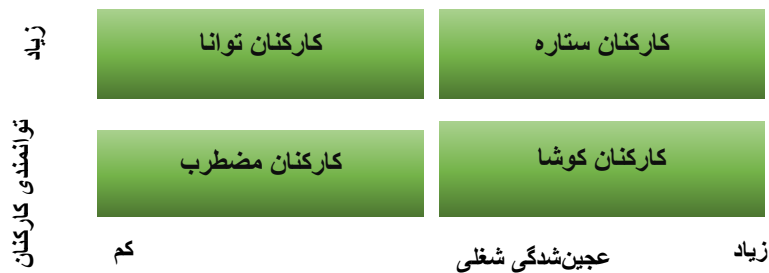 زیاد
کارکنان ستاره
کارکنان توانا
توانمندی کارکنان
کارکنان کوشا
کارکنان مضطرب
زیاد
عجین‌شدگی شغلی
کم